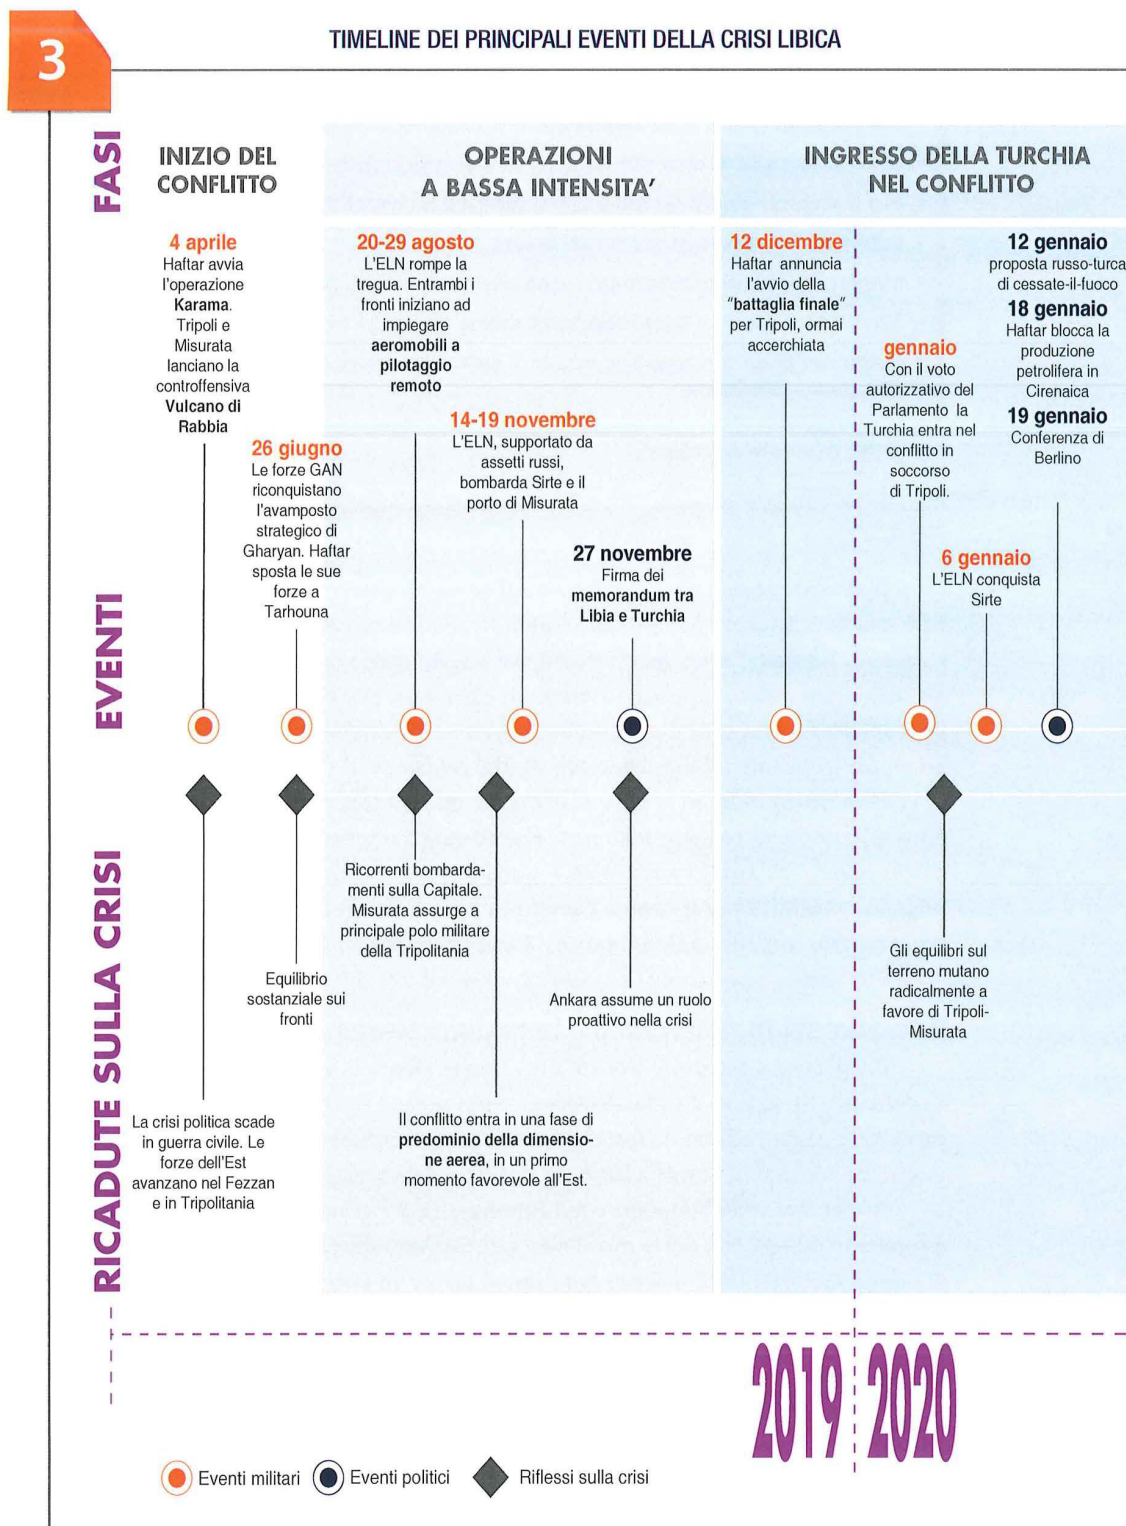 3
TIMELINE DEI PRINCIPALI EVENTI DELLA CRISI LIBICA
FASI
INIZIO DEL
CONFLITTO
OPERAZIONI
A BASSA INTENSITA'
INGRESSO DELLA TURCHIA
NEL CONFLITTO
EVENTI
4 aprile
Haftar avvia
l'operazione
Karama.
Tripoli e
Misurata
lanciano la
controffensiva
Vulcano di
Rabbia
26 giugno
Le forze GAN
riconquistano
l'avamposto
strategico di
Gharyan. Haftar
sposta le sue
forze a
Tarhouna
20-29 agosto
L'ELN rompe la
tregua. Entrambi i
fronti iniziano ad
impiegare
aeromobili a
pilotaggio
remoto
14-19 novembre
L'ELN, supportato da
assetti russi,
bombarda Sirte e il
porto di Misurata
27 novembre
Firma dei
memorandum tra
Libia e Turchia
12 dicembre
Haftar annuncia
l'avvio della
"battaglia finale"
per Tripoli, ormai
accerchiata
gennaio
Con il voto
autorizzativo del
Parlamento la
Turchia entra nel
conflitto in
soccorso
di Tripoli.
6 gennaio
L'ELN conquista
Sirte
12 gennaio
proposta russo-turca
di cessate-il-fuoco
18 gennaio
Haftar blocca la
produzione
petrolifera in
Cirenaica
19 gennaio
Conferenza di
Berlino
RICADUTE SULLA CRISI
La crisi politica scade
in guerra civile. Le
forze dell'Est
avanzano nel Fezzan
e in Tripolitania
Equilibrio
sostanziale sui
fronti
Ricorrenti bombarda-
menti sulla Capitale.
Misurata assurge a
principale polo militare
della Tripolitania
Il conflitto entra in una fase di
predominio della dimensio-
ne aerea, in un primo
momento favorevole all'Est.
Ankara assume un ruolo
proattivo nella crisi
Gli equilibri sul
terreno mutano
radicalmente a
favore di Tripoli-
Misurata
2019
2020
Eventi militari
Eventi politici
Riflessi sulla crisi